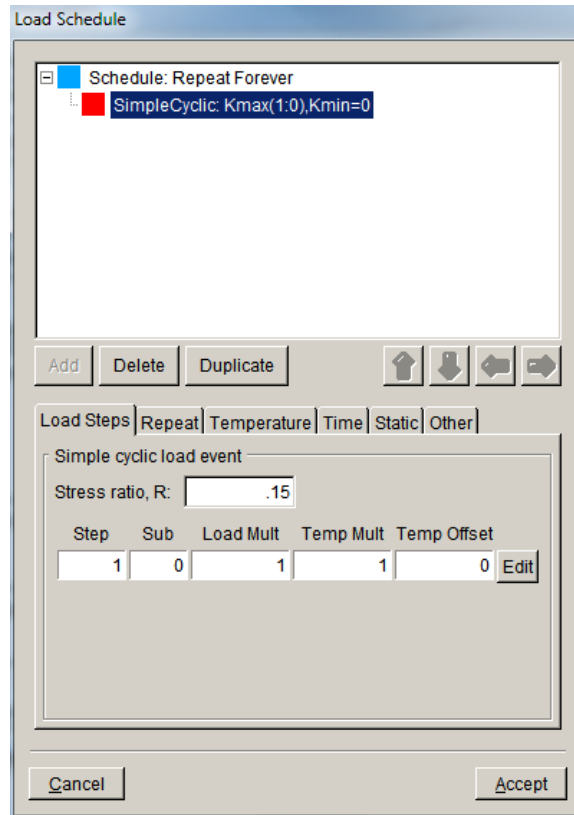 Load Schedule
Schedule: Repeat Forever
SimpleCyclic: Kmax(1:0),Kmin=0
Add Delete Duplicate
Load Steps Repeat Temperature Time Static Other
Simple cyclic load event
Stress ratio, R: .15
Step Sub Load Mult Temp Mult Temp Offset
1 0 1 1 0 Edit
Cancel Accept